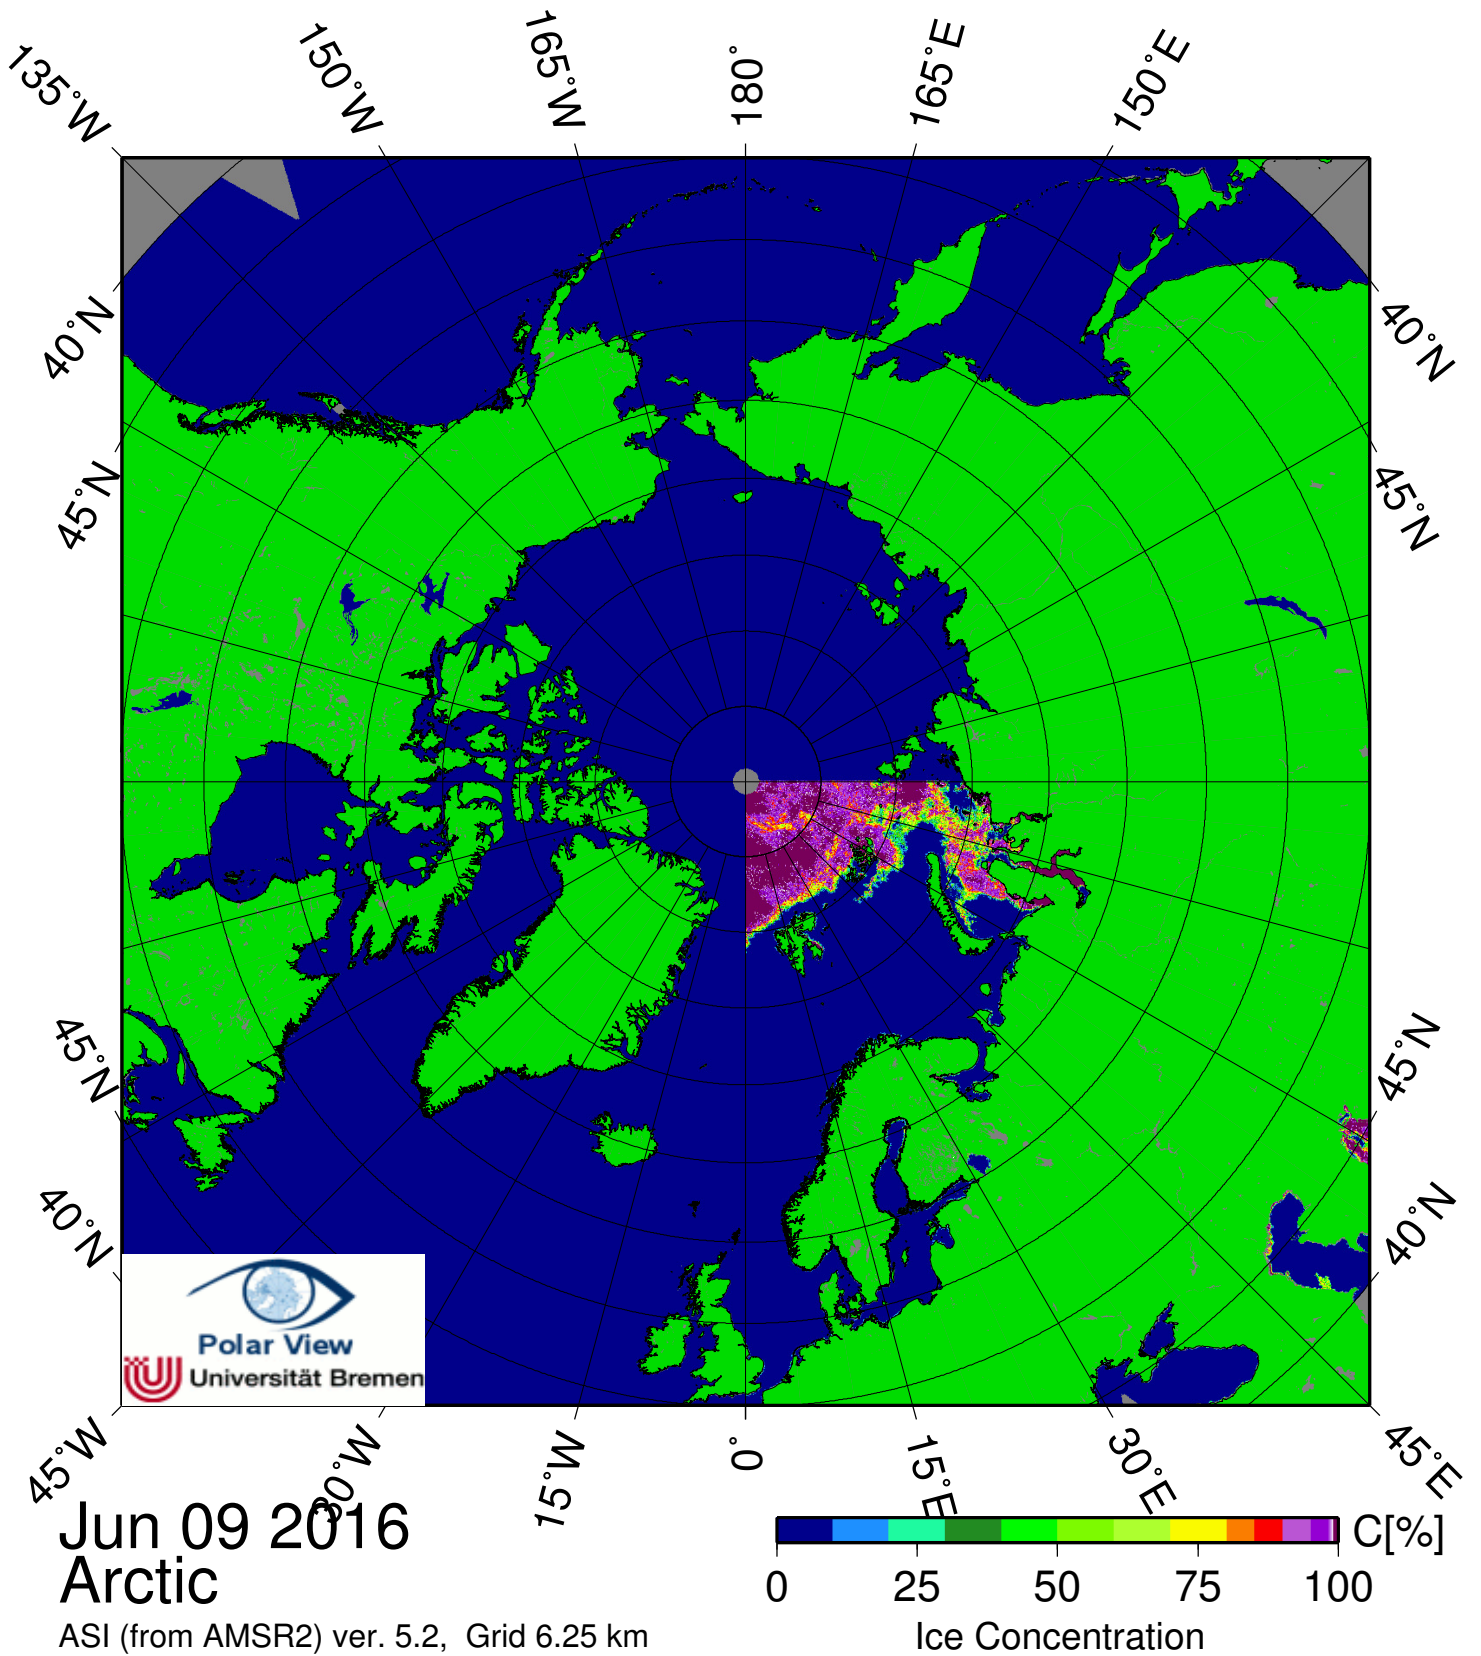 135°W
150°W
165°W
180°
165°E
150°E
40°N
40°N
45°N
45°N
45°N
45°N
40°N
40°N
Polar View
Universität Bremen
45°W
30°W
15°W
0°
15°E
30°E
45°E
Jun 09 2016
Arctic
ASI (from AMSR2) ver. 5.2, Grid 6.25 km
C[%]
0 25 50 75 100
Ice Concentration